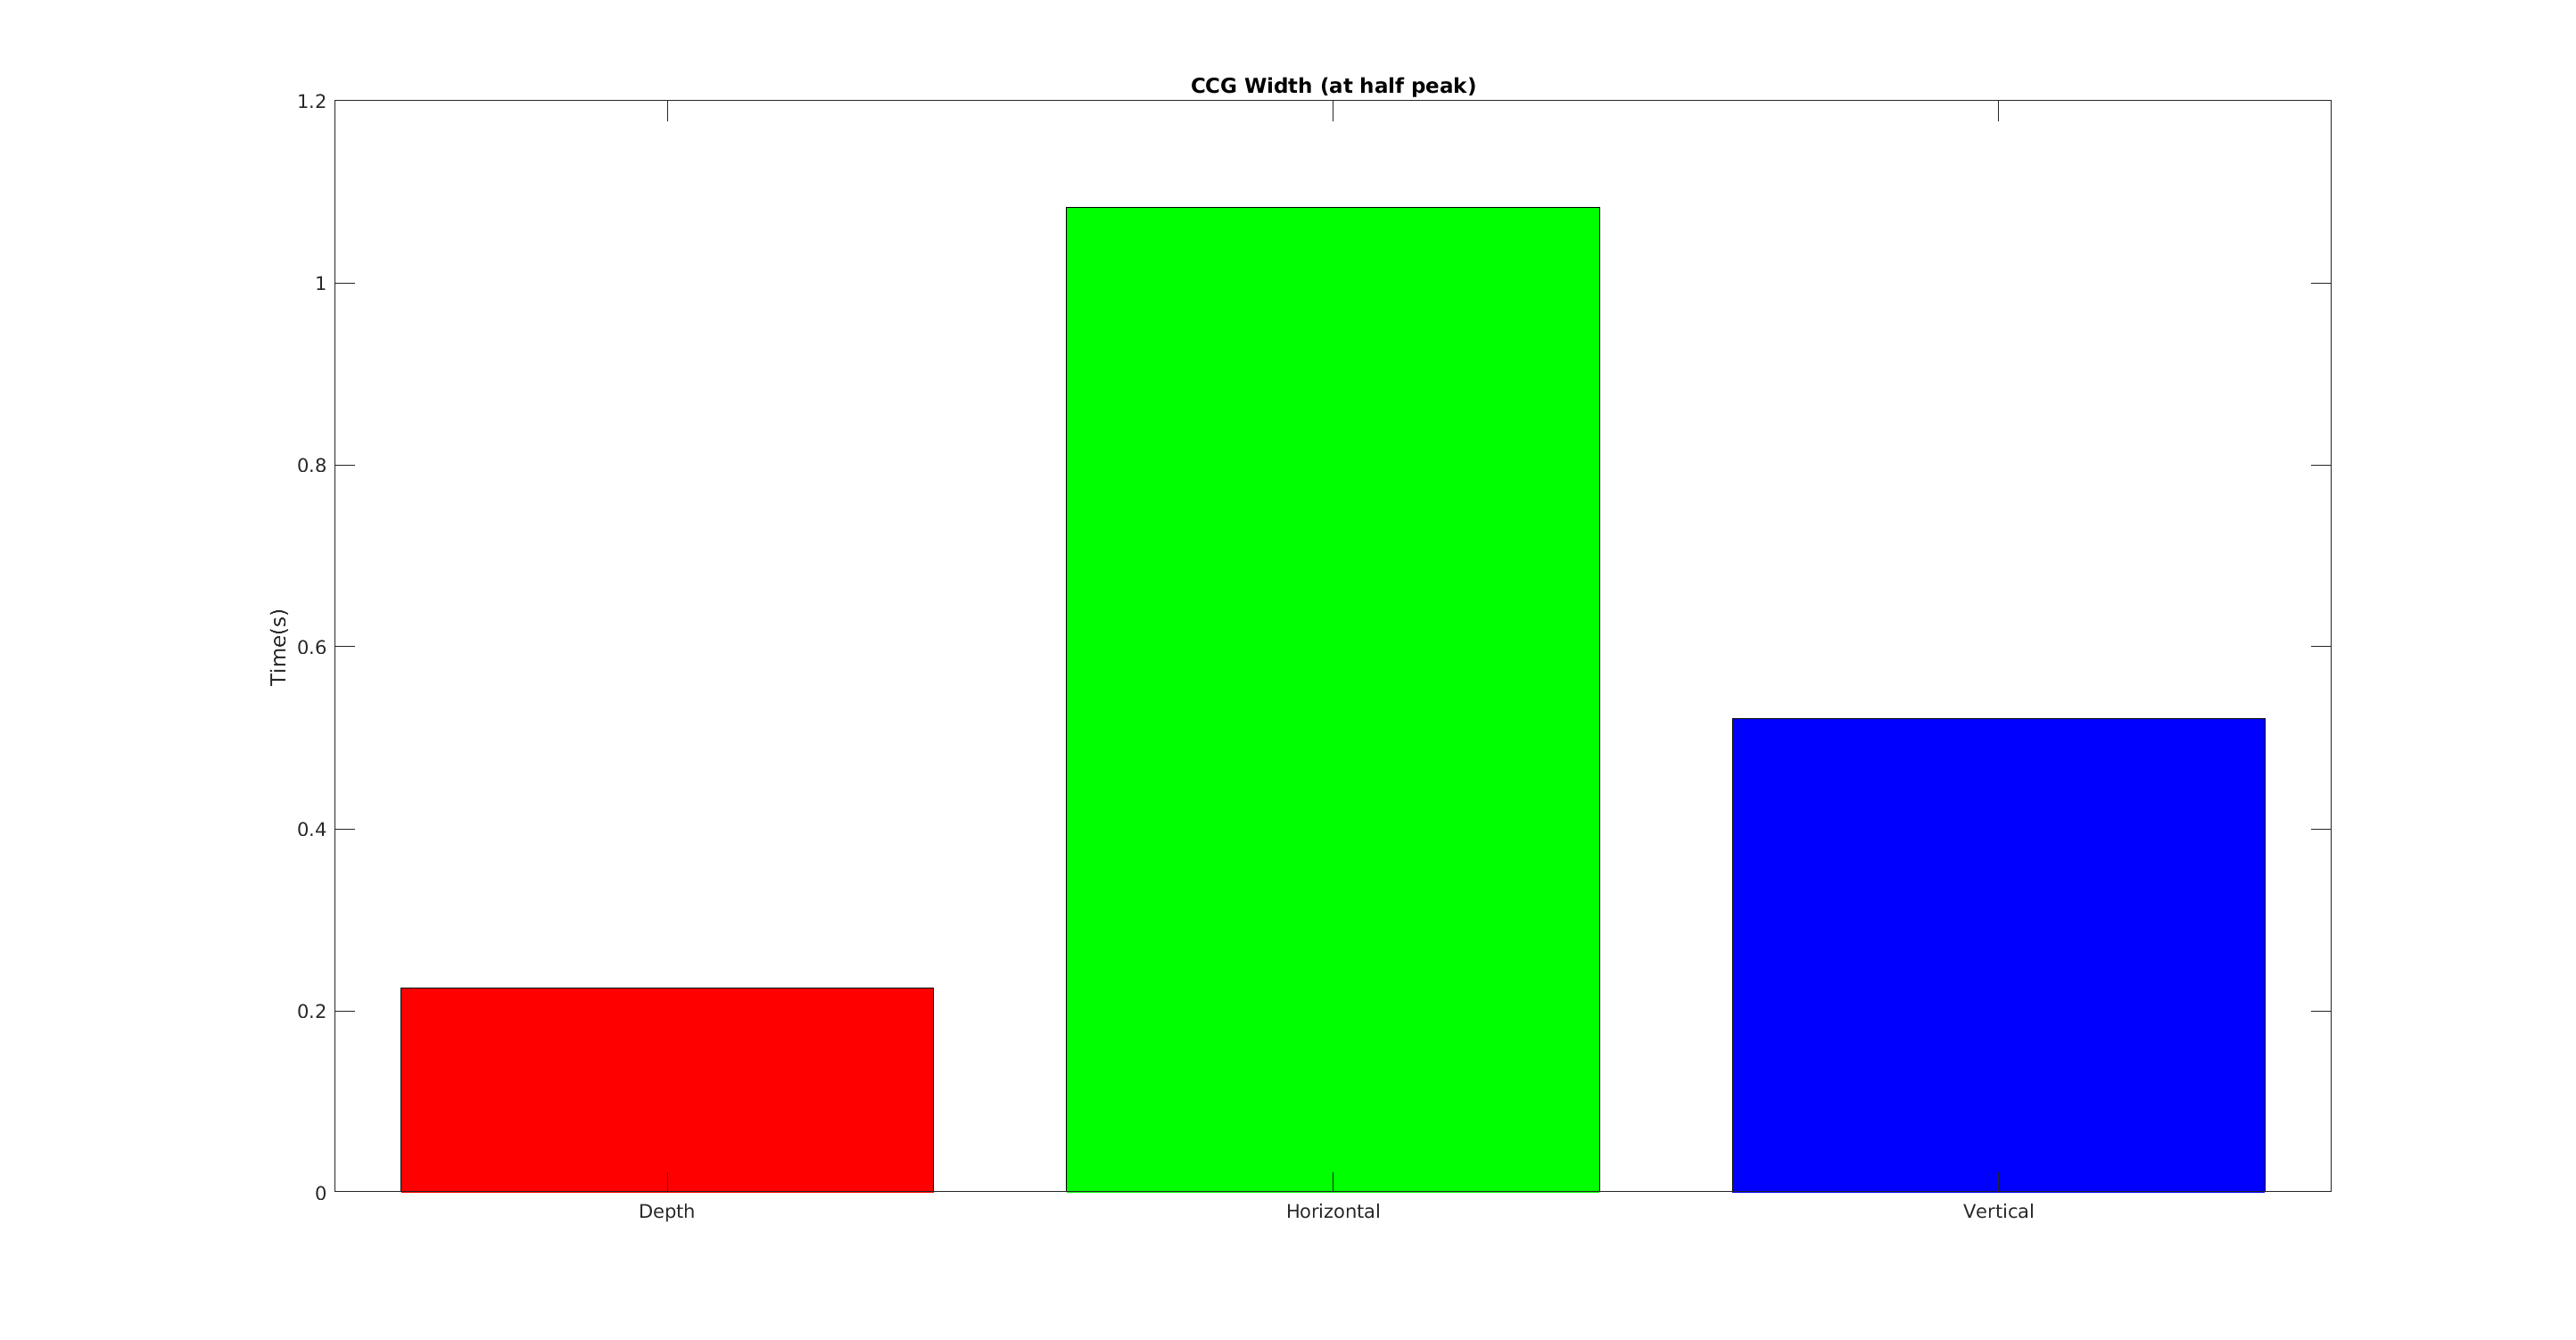 CCG Width (at half peak)
1.2
1
0.8
0.6
0.4
0.2
0
Time(s)
Depth
Horizontal
Vertical